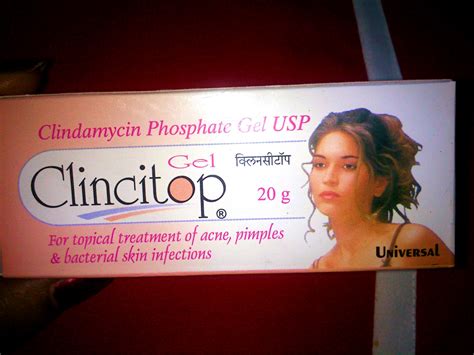 Clindamycin Phosphate Gel USP
Gel क्लिनसीटॉप
Clincitop®
20 g
For topical treatment of acne, pimples
& bacterial skin infections
UNIVERSAL